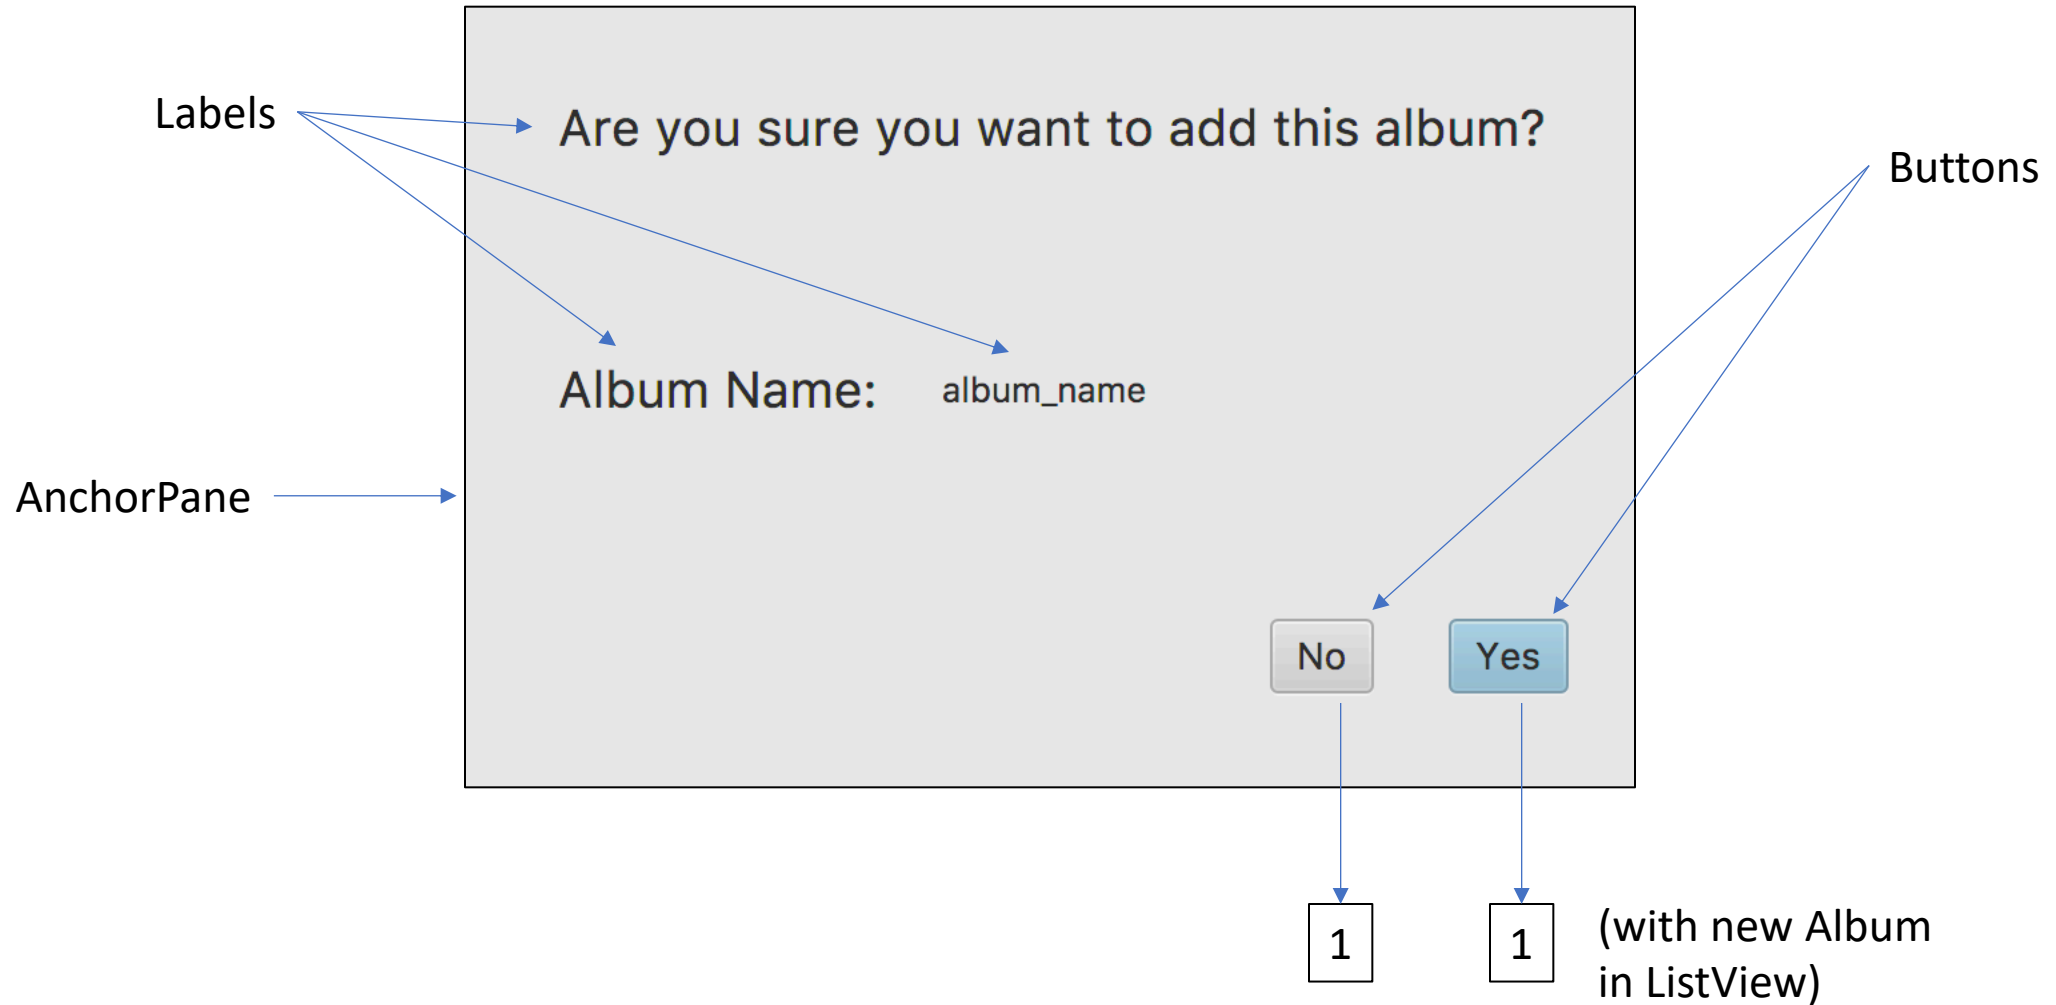 Labels
Are you sure you want to add this album?
Buttons
Album Name: album_name
AnchorPane
No Yes
1 1 (with new Album
in ListView)